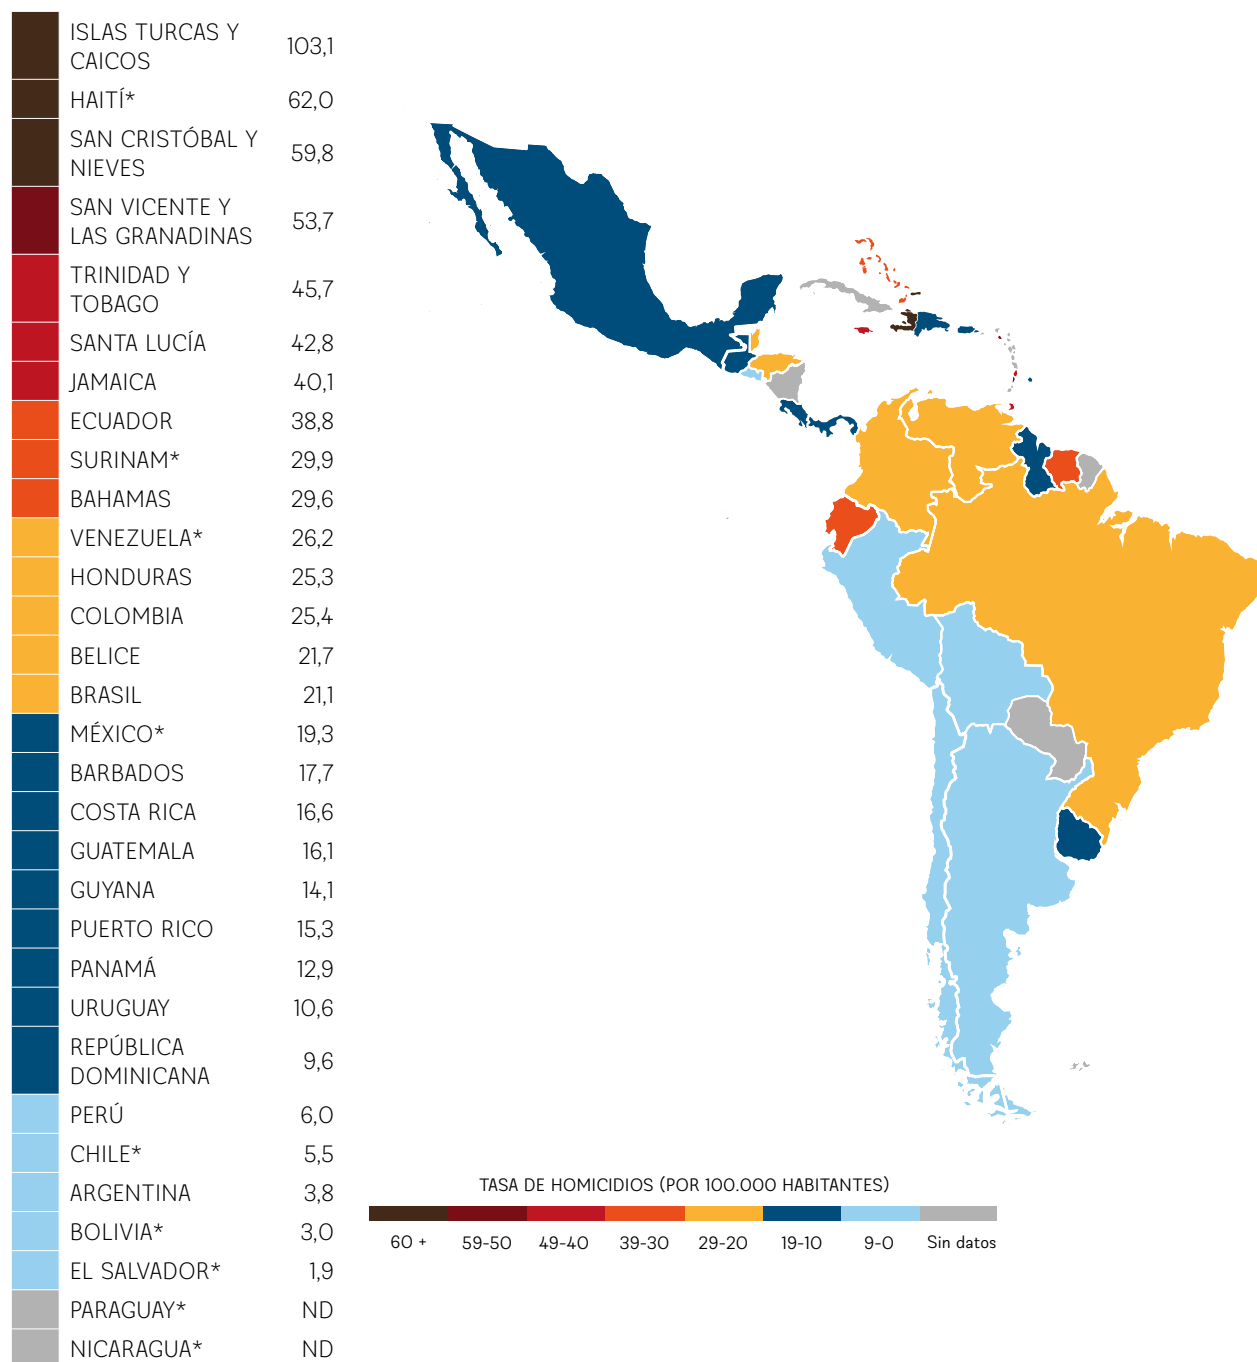 ISLAS TURCAS Y
CAICOS 103,1
HAITÍ* 62,0
SAN CRISTÓBAL Y
NIEVES 59,8
SAN VICENTE Y
LAS GRANADINAS 53,7
TRINIDAD Y
TOBAGO 45,7
SANTA LUCÍA 42,8
JAMAICA 40,1
ECUADOR 38,8
SURINAM* 29,9
BAHAMAS 29,6
VENEZUELA* 26,2
HONDURAS 25,3
COLOMBIA 25,4
BELICE 21,7
BRASIL 21,1
MÉXICO* 19,3
BARBADOS 17,7
COSTA RICA 16,6
GUATEMALA 16,1
GUYANA 14,1
PUERTO RICO 15,3
PANAMÁ 12,9
URUGUAY 10,6
REPÚBLICA
DOMINICANA 9,6
PERÚ 6,0
CHILE* 5,5
ARGENTINA 3,8
BOLIVIA* 3,0
EL SALVADOR* 1,9
PARAGUAY* ND
NICARAGUA* ND
TASA DE HOMICIDIOS (POR 100.000 HABITANTES)
60 + 59-50 49-40 39-30 29-20 19-10 9-0 Sin datos